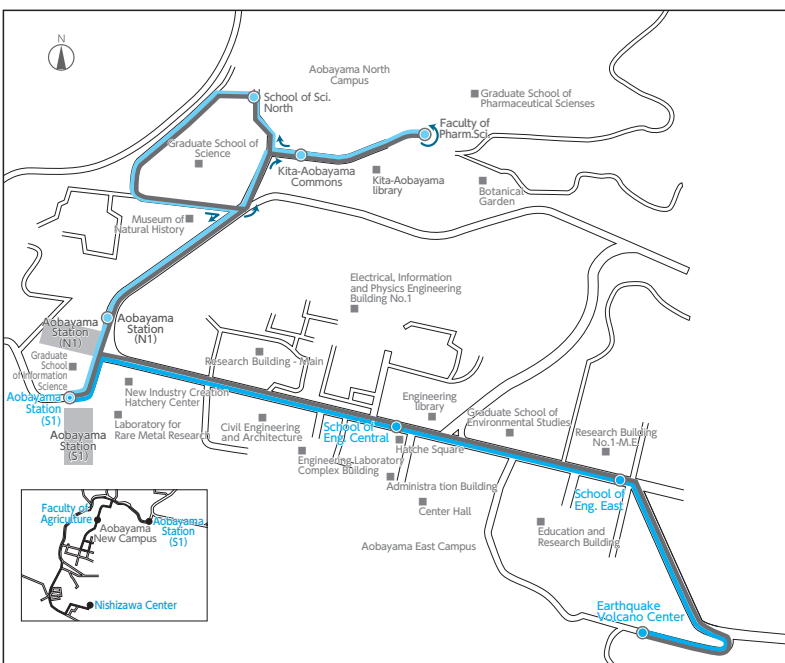 N
Aobayama North
Campus
School of Sci.
North
Graduate School of
Pharmaceutical Scienses
Faculty of
Pharm.Sci.
Graduate School of
Science
Kita-Aobayama
Commons
Kita-Aobayama
library
Botanical
Garden
Museum of
Natural History
Electrical, Information
and Physics Engineering
Building No.1
Aobayama
Station
(N1)
Aobayama
Station
(N1)
Graduate
School
of Information
Science
Research Building - Main
Aobayama
Station
(S1)
New Industry Creation
Hatchery Center
Engineering
library
Laboratory for
Rare Metal Research
Civil Engineering
and Architecture
School of
Eng. Central
Graduate School of
Environmental Studies
Research Building
No.1-M.E
Aobayama
Station
(S1)
Hatche Square
Engineering Laboratory
Complex Building
Administra tion Building
School of
Eng. East
Center Hall
Education and
Research Building
Aobayama East Campus
Faculty of
Agriculture
Aobayama
New Campus
Aobayama
Station
(S1)
Nishizawa Center
Earthquake
Volcano Center